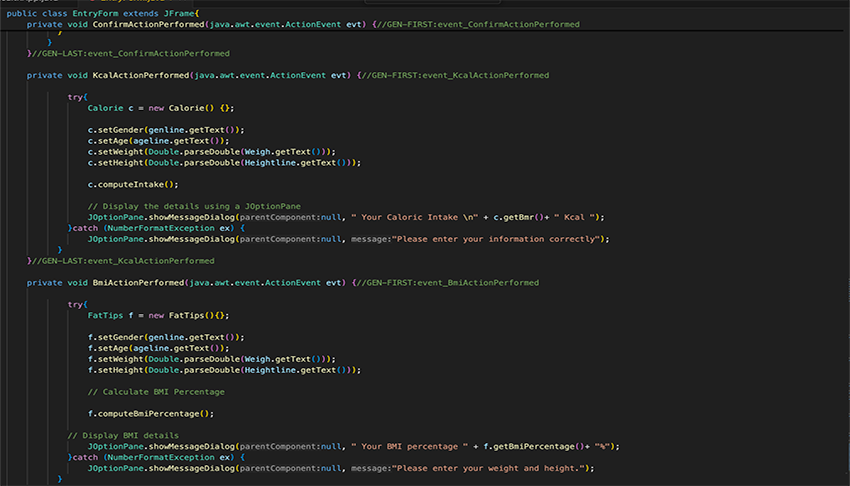 public class EntryForm extends JFrame{
private void ConfirmActionPerformed(java.awt.event.ActionEvent evt) {//GEN-FIRST:event_ConfirmActionPerformed
}
}
}//GEN-LAST:event_ConfirmActionPerformed
private void KcalActionPerformed(java.awt.event.ActionEvent evt) {//GEN-FIRST:event_KcalActionPerformed
try{
Calorie c = new Calorie() {};
c.setGender(genline.getText());
c.setAge(ageline.getText());
c.setWeight(Double.parseDouble(Weigh.getText()));
c.setHeight(Double.parseDouble(Heightline.getText()));
c.computeIntake();
// Display the details using a JOptionPane
JOptionPane.showMessageDialog(parentComponent:null, " Your Caloric Intake \n" + c.getBmr()+ " Kcal ");
}catch (NumberFormatException ex) {
JOptionPane.showMessageDialog(parentComponent:null, message:"Please enter your information correctly");
}
}//GEN-LAST:event_KcalActionPerformed
private void BmiActionPerformed(java.awt.event.ActionEvent evt) {//GEN-FIRST:event_BmiActionPerformed
try{
FatTips f = new FatTips(){};
f.setGender(genline.getText());
f.setAge(ageline.getText());
f.setWeight(Double.parseDouble(Weigh.getText()));
f.setHeight(Double.parseDouble(Heightline.getText()));
// Calculate BMI Percentage
f.computeBmiPercentage();
// Display BMI details
JOptionPane.showMessageDialog(parentComponent:null, " Your BMI percentage " + f.getBmiPercentage()+ "%");
}catch (NumberFormatException ex) {
JOptionPane.showMessageDialog(parentComponent:null, message:"Please enter your weight and height.");
}